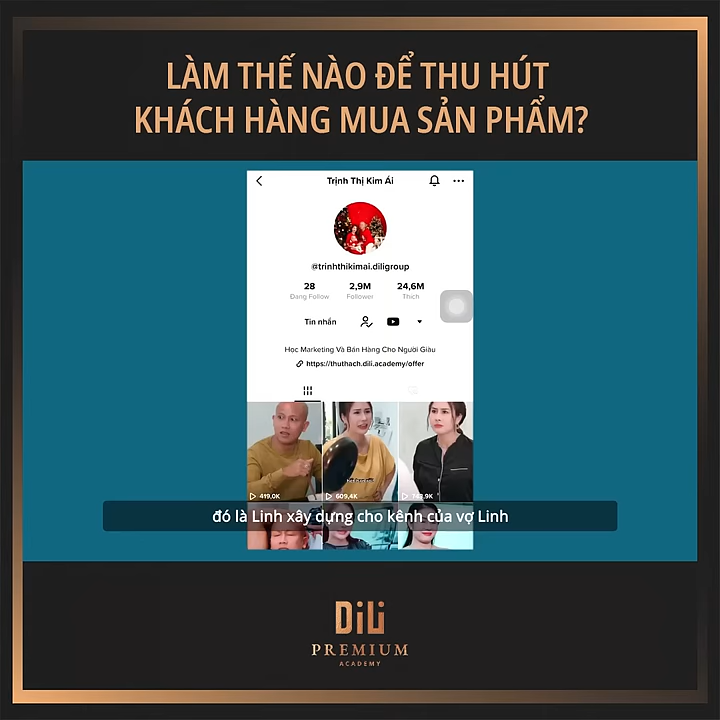 LÀM THẾ NÀO ĐỂ THU HÚT
KHÁCH HÀNG MUA SẢN PHẨM?
Trịnh Thị Kim Ái
@trinhthikimai.diligroup
28 2,9M 24,6M
Đang Follow Follower Thích
Tin nhắn
Học Marketing Và Bán Hàng Cho Người Giàu
https://thuthach.dili.academy/offer
419,0K 609,4K
đó là Linh xây dựng cho kênh của vợ Linh
DiLi
PREMIUM
ACADEMY